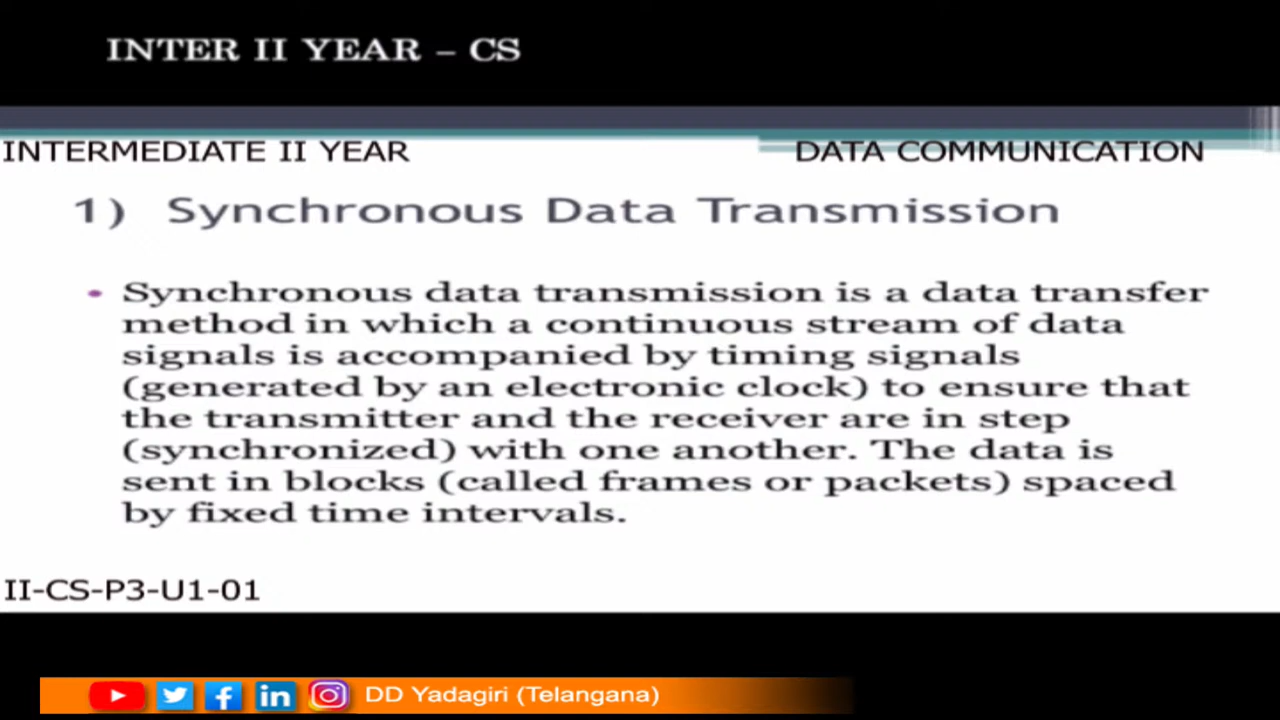 INTER II YEAR – CS
INTERMEDIATE II YEAR
DATA COMMUNICATION
1) Synchronous Data Transmission
• Synchronous data transmission is a data transfer
method in which a continuous stream of data
signals is accompanied by timing signals
(generated by an electronic clock) to ensure that
the transmitter and the receiver are in step
(synchronized) with one another. The data is
sent in blocks (called frames or packets) spaced
by fixed time intervals.
II-CS-P3-U1-01
DD Yadagiri (Telangana)